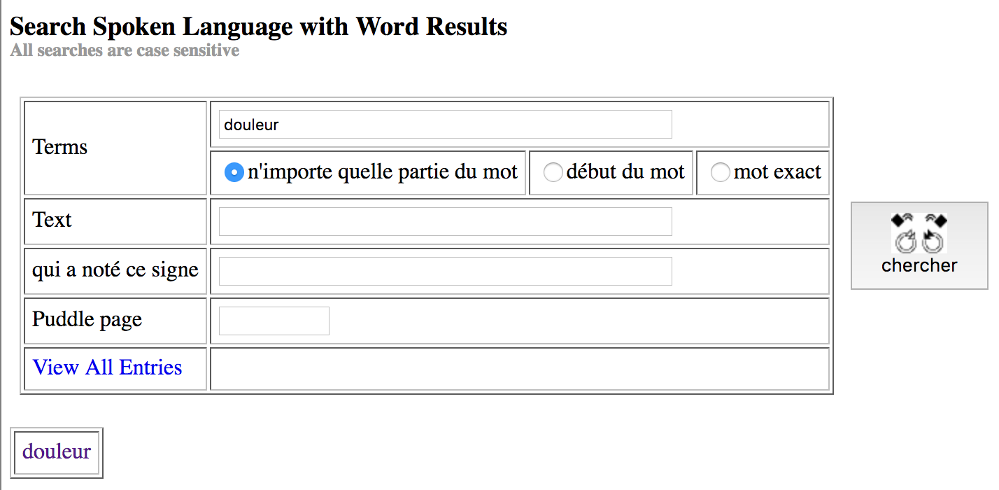 Search Spoken Language with Word Results
All searches are case sensitive
Terms
douleur
n'importe quelle partie du mot
début du mot
mot exact
Text
qui a noté ce signe
Puddle page
View All Entries
chercher
douleur